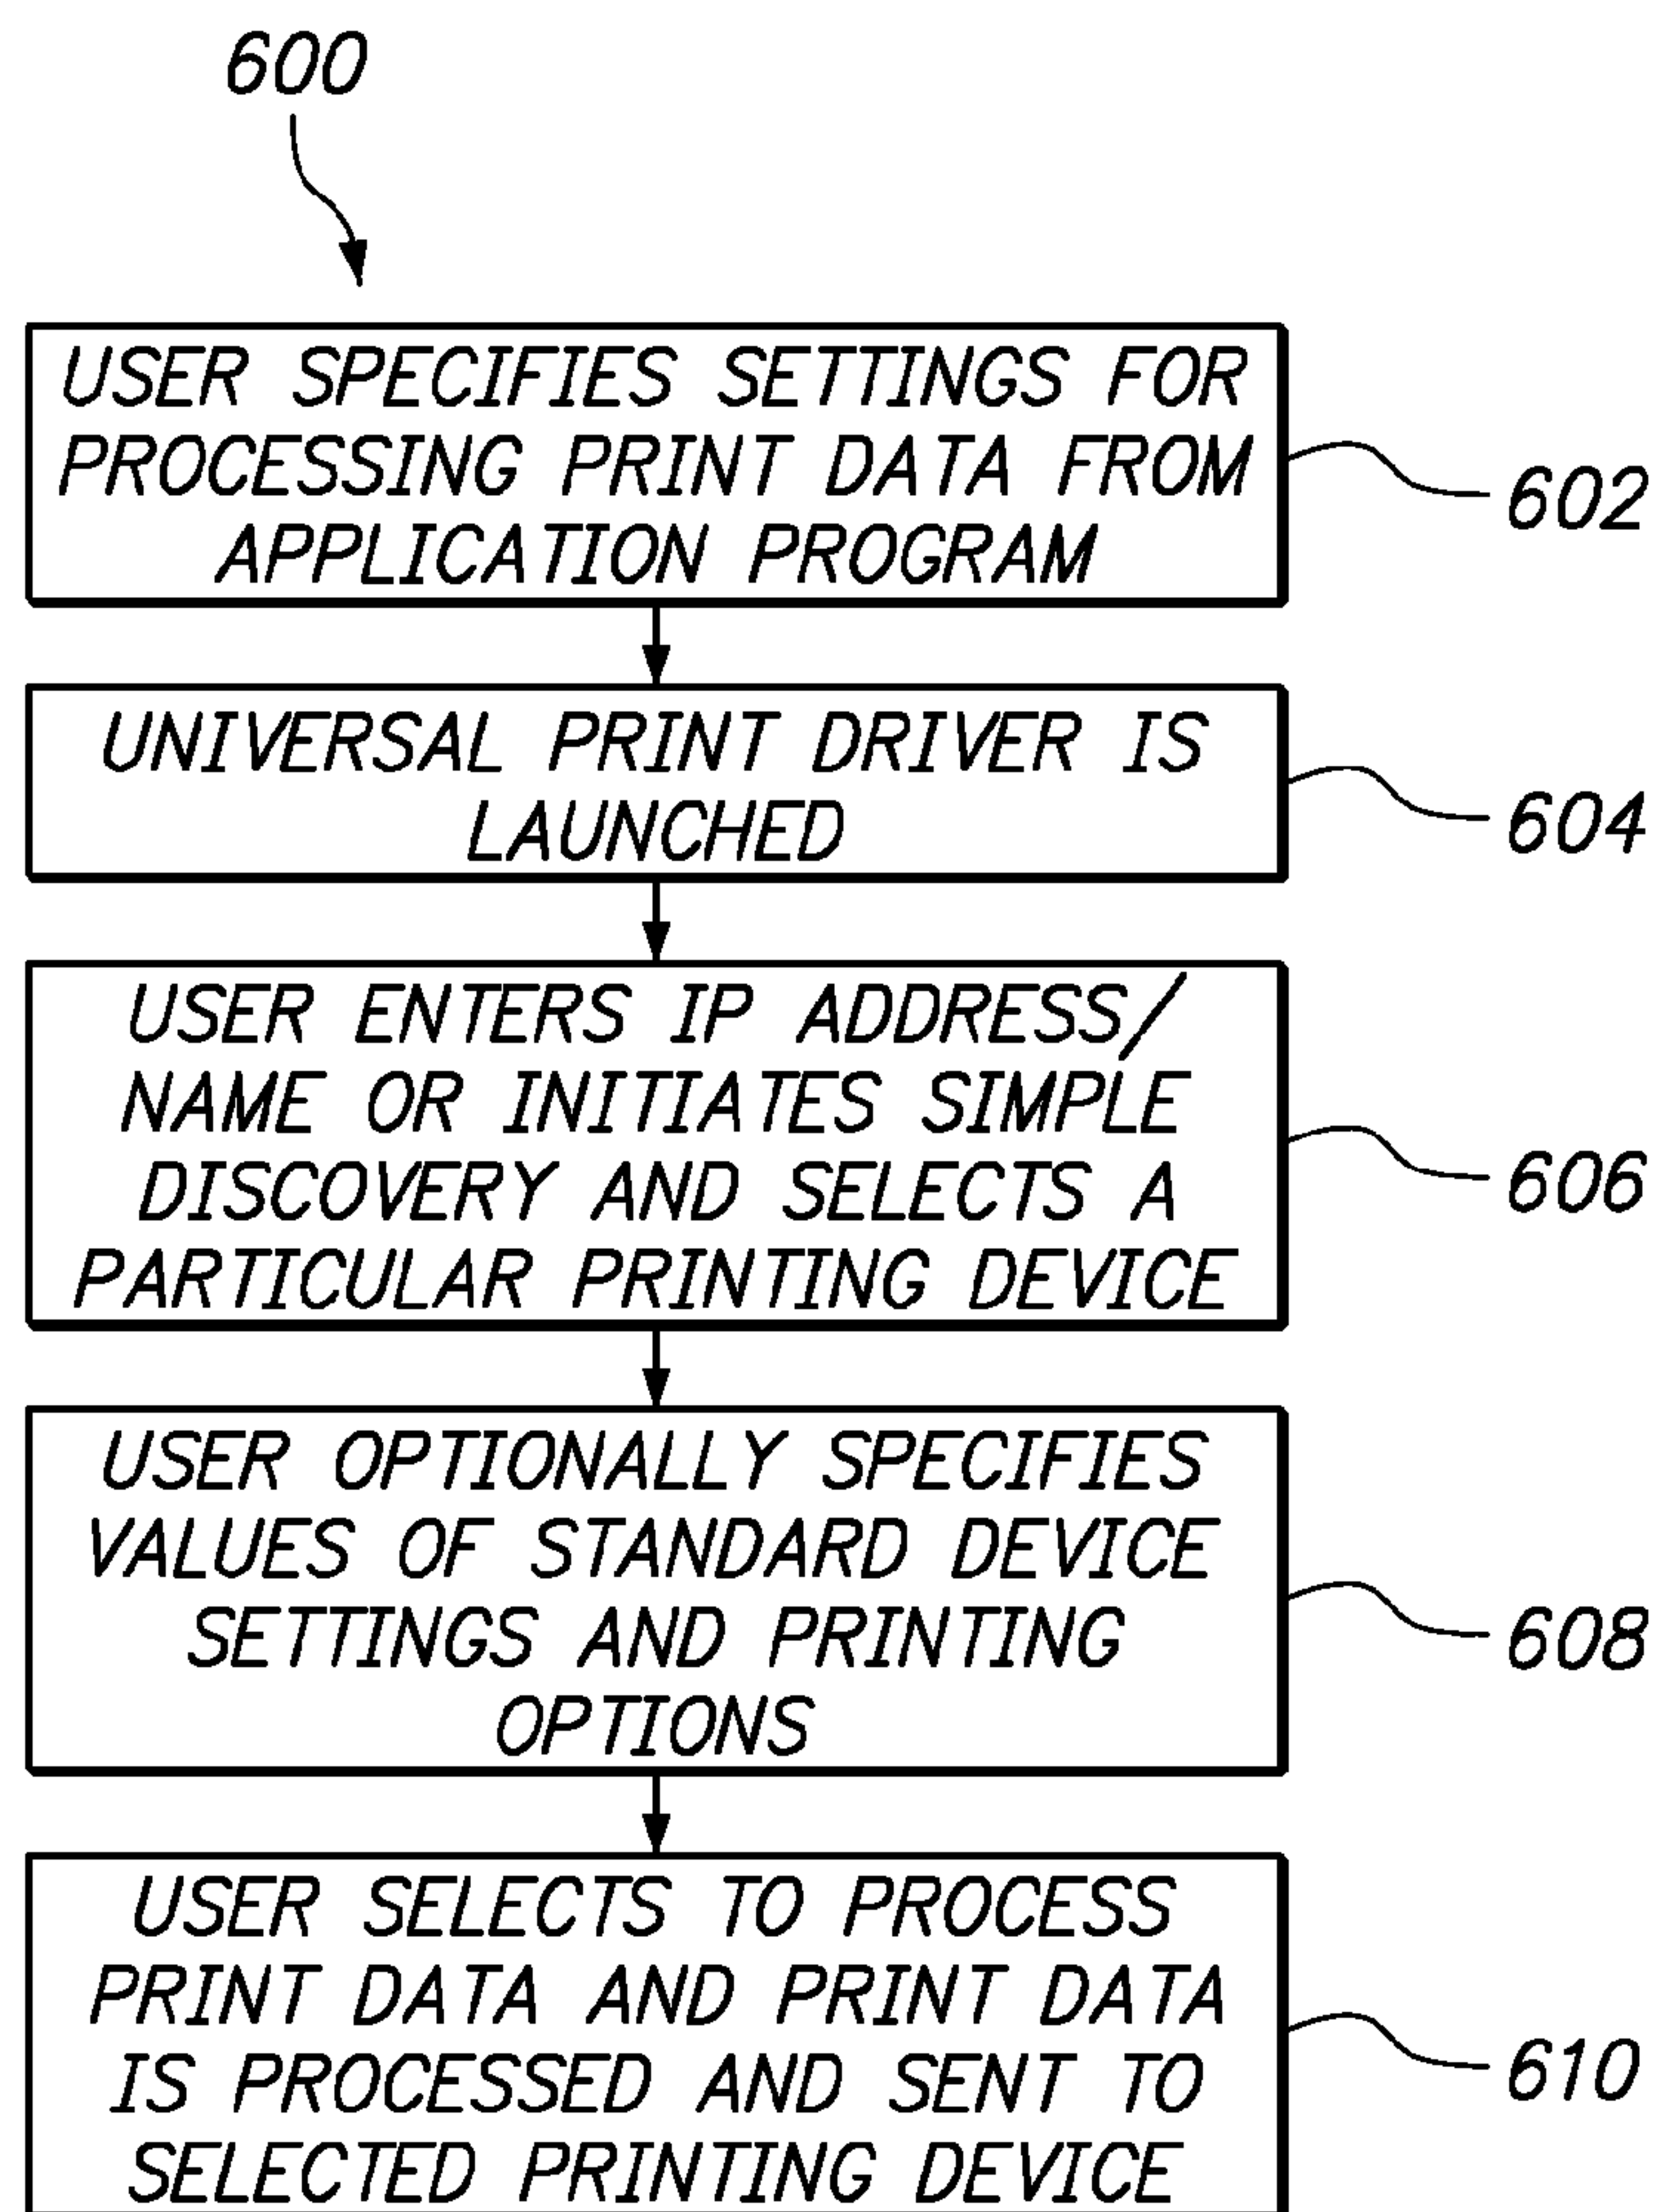 600
USER SPECIFIES SETTINGS FOR
PROCESSING PRINT DATA FROM
APPLICATION PROGRAM
602
UNIVERSAL PRINT DRIVER IS
LAUNCHED
604
USER ENTERS IP ADDRESS/
NAME OR INITIATES SIMPLE
DISCOVERY AND SELECTS A
PARTICULAR PRINTING DEVICE
606
USER OPTIONALLY SPECIFIES
VALUES OF STANDARD DEVICE
SETTINGS AND PRINTING
OPTIONS
608
USER SELECTS TO PROCESS
PRINT DATA AND PRINT DATA
IS PROCESSED AND SENT TO
SELECTED PRINTING DEVICE
610